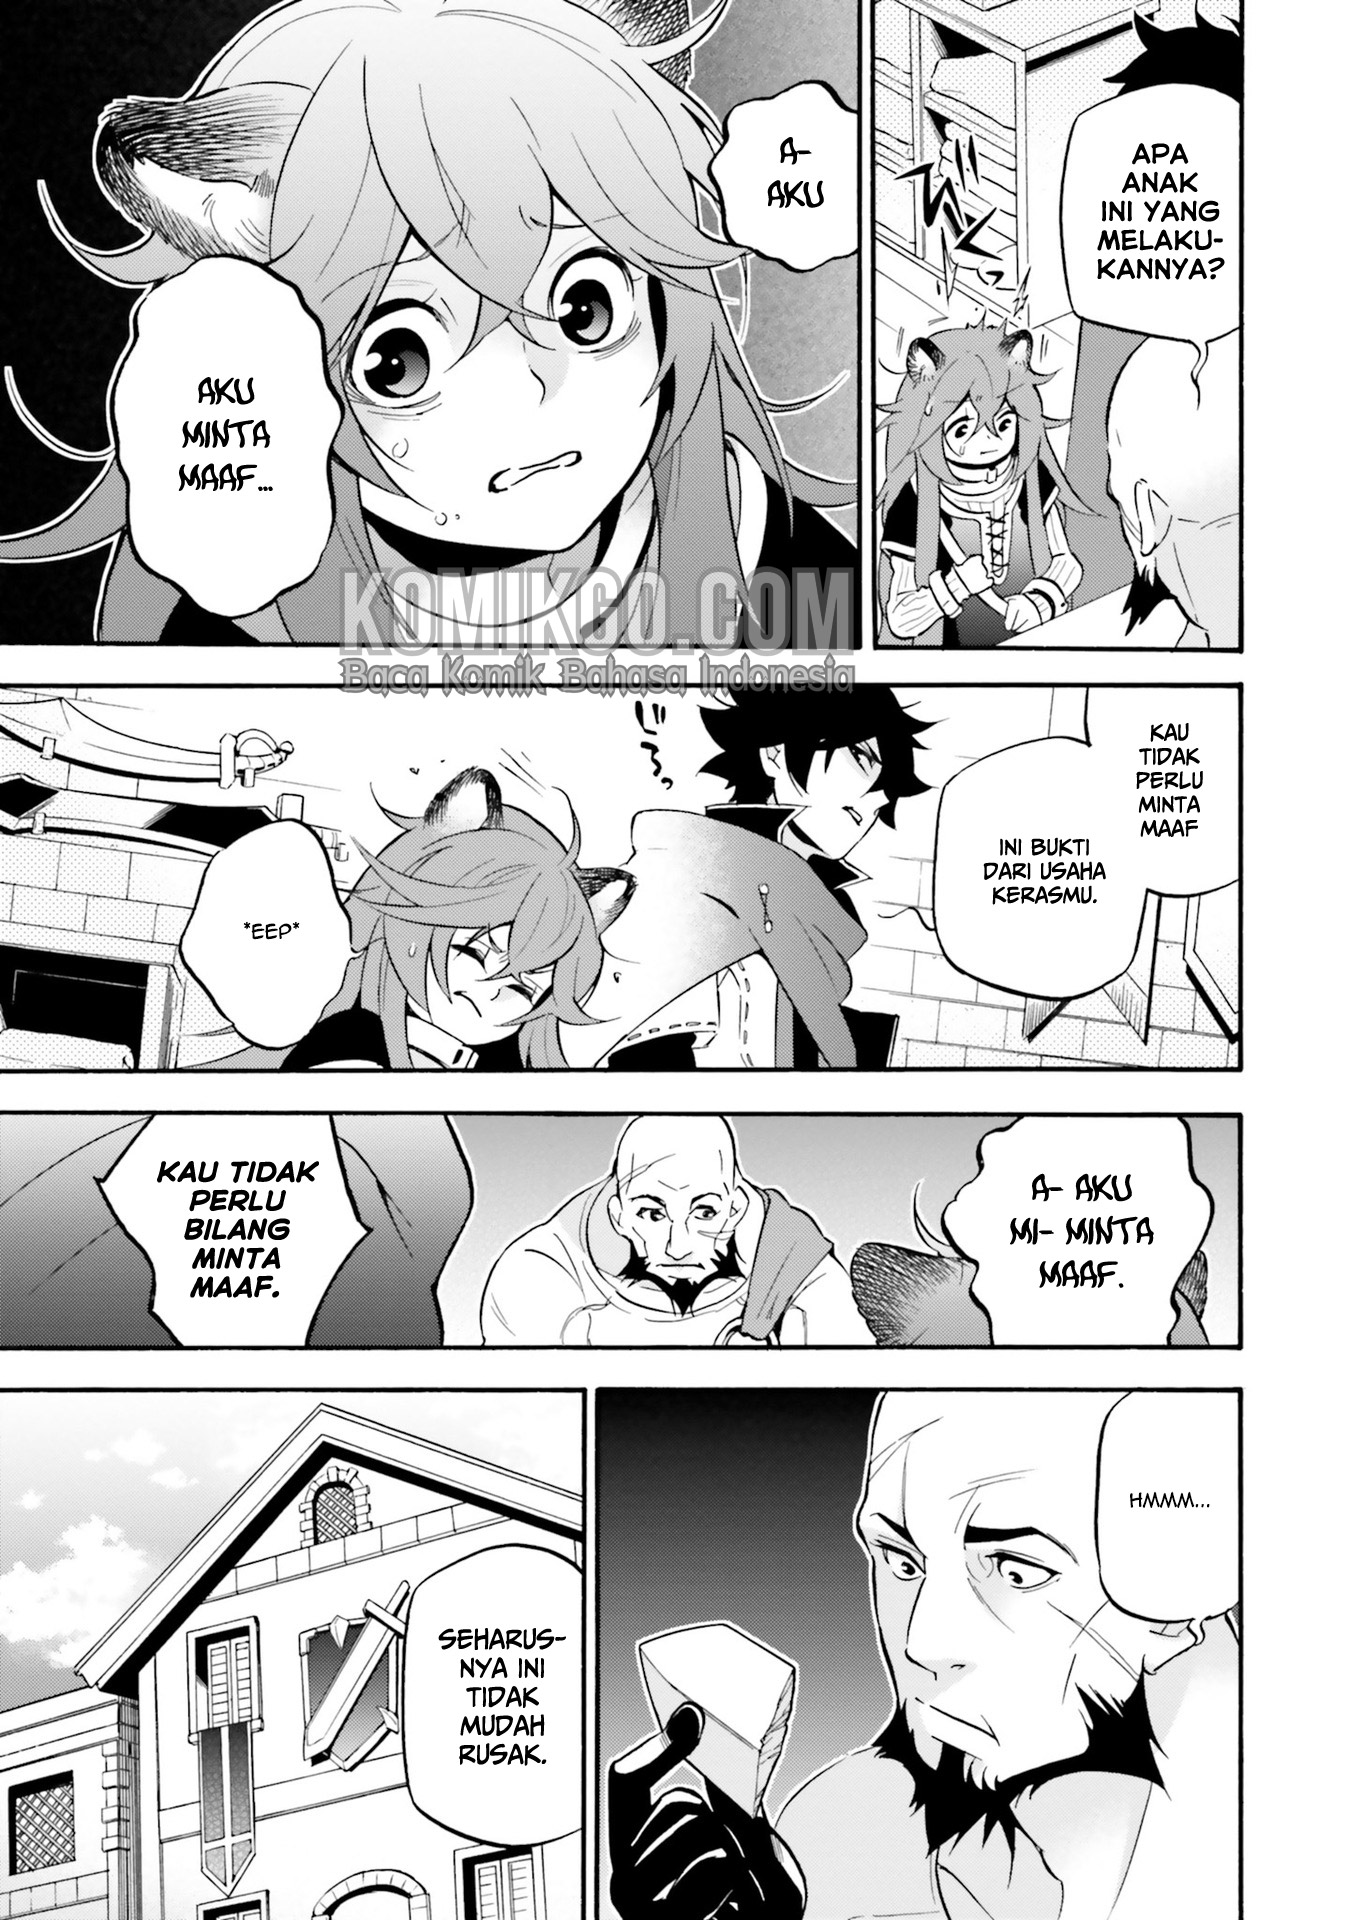 APA
ANAK
INI YANG
MELAKU-
KANNYA?
A-
AKU
AKU
MINTA
MAAF...
KOMIKGO.COM
Baca Komik Bahasa Indonesia
KAU
TIDAK
PERLU
MINTA
MAAF
INI BUKTI
DARI USAHA
KERASMU.
*EEP*
A- AKU
MI- MINTA
MAAF.
KAU TIDAK
PERLU
BILANG
MINTA
MAAF.
HMMM...
SEHARUS-
NYA INI
TIDAK
MUDAH
RUSAK.